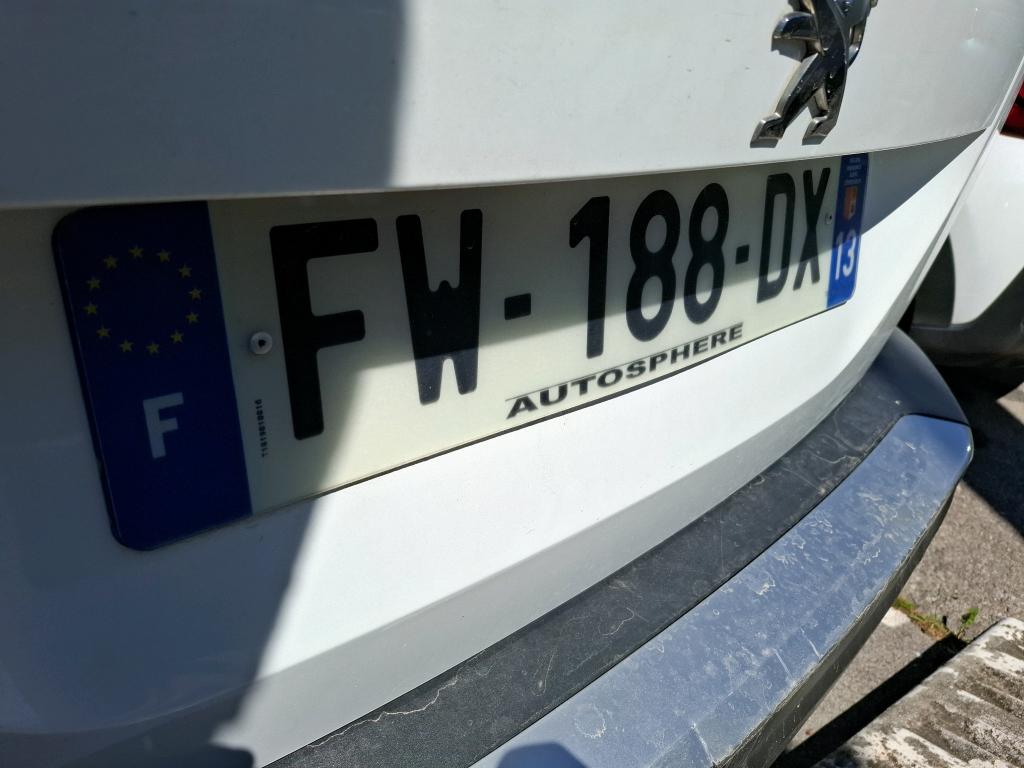 F
FW-188-DX
13
AUTOSPHERE